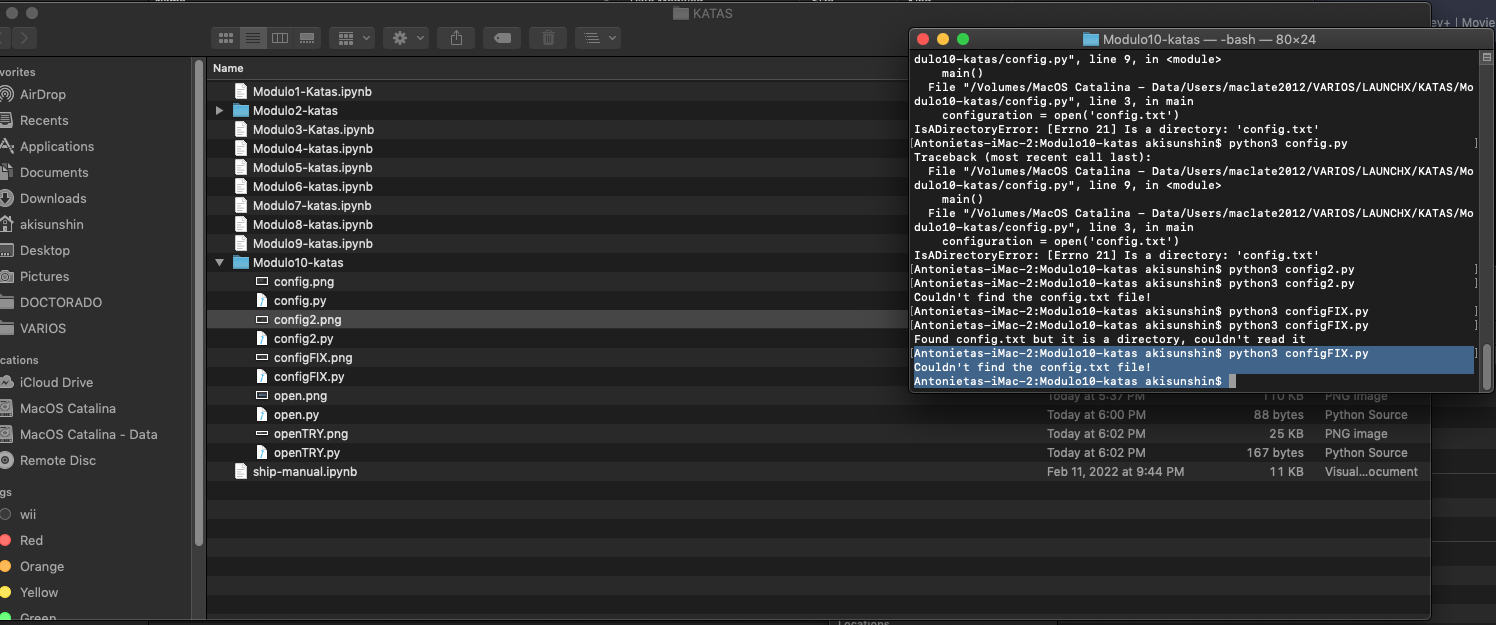 KATAS
ev+ | Movie
vorites
AirDrop
Recents
Applications
Documents
Downloads
akisunshin
Desktop
Pictures
DOCTORADO
VARIOS
ocations
iCloud Drive
MacOS Catalina
MacOS Catalina - Data
Remote Disc
gs
wii
Red
Orange
Yellow
Green
Name
Modulo1-Katas.ipynb
Modulo2-katas
Modulo3-Katas.ipynb
Modulo4-katas.ipynb
Modulo5-katas.ipynb
Modulo6-katas.ipynb
Modulo7-katas.ipynb
Modulo8-katas.ipynb
Modulo9-katas.ipynb
Modulo10-katas
config.png
config.py
config2.png
config2.py
configFIX.png
configFIX.py
open.png Today at 5:37 PM 110 KB PNG image
open.py Today at 6:00 PM 88 bytes Python Source
openTRY.png Today at 6:02 PM 25 KB PNG image
openTRY.py Today at 6:02 PM 167 bytes Python Source
ship-manual.ipynb Feb 11, 2022 at 9:44 PM 11 KB Visual...ocument
Modulo10-katas — -bash — 80×24
dulo10-katas/config.py", line 9, in <module>
main()
File "/Volumes/MacOS Catalina - Data/Users/maclate2012/VARIOS/LAUNCHX/KATAS/Mo
dulo10-katas/config.py", line 3, in main
configuration = open('config.txt')
IsADirectoryError: [Errno 21] Is a directory: 'config.txt'
[Antonietas-iMac-2:Modulo10-katas akisunshin$ python3 config.py ]
Traceback (most recent call last):
File "/Volumes/MacOS Catalina - Data/Users/maclate2012/VARIOS/LAUNCHX/KATAS/Mo
dulo10-katas/config.py", line 9, in <module>
main()
File "/Volumes/MacOS Catalina - Data/Users/maclate2012/VARIOS/LAUNCHX/KATAS/Mo
dulo10-katas/config.py", line 3, in main
configuration = open('config.txt')
IsADirectoryError: [Errno 21] Is a directory: 'config.txt'
[Antonietas-iMac-2:Modulo10-katas akisunshin$ python3 config2.py ]
[Antonietas-iMac-2:Modulo10-katas akisunshin$ python3 config2.py ]
Couldn't find the config.txt file!
[Antonietas-iMac-2:Modulo10-katas akisunshin$ python3 configFIX.py ]
[Antonietas-iMac-2:Modulo10-katas akisunshin$ python3 configFIX.py ]
Found config.txt but it is a directory, couldn't read it
[Antonietas-iMac-2:Modulo10-katas akisunshin$ python3 configFIX.py ]
Couldn't find the config.txt file!
Antonietas-iMac-2:Modulo10-katas akisunshin$
Locations